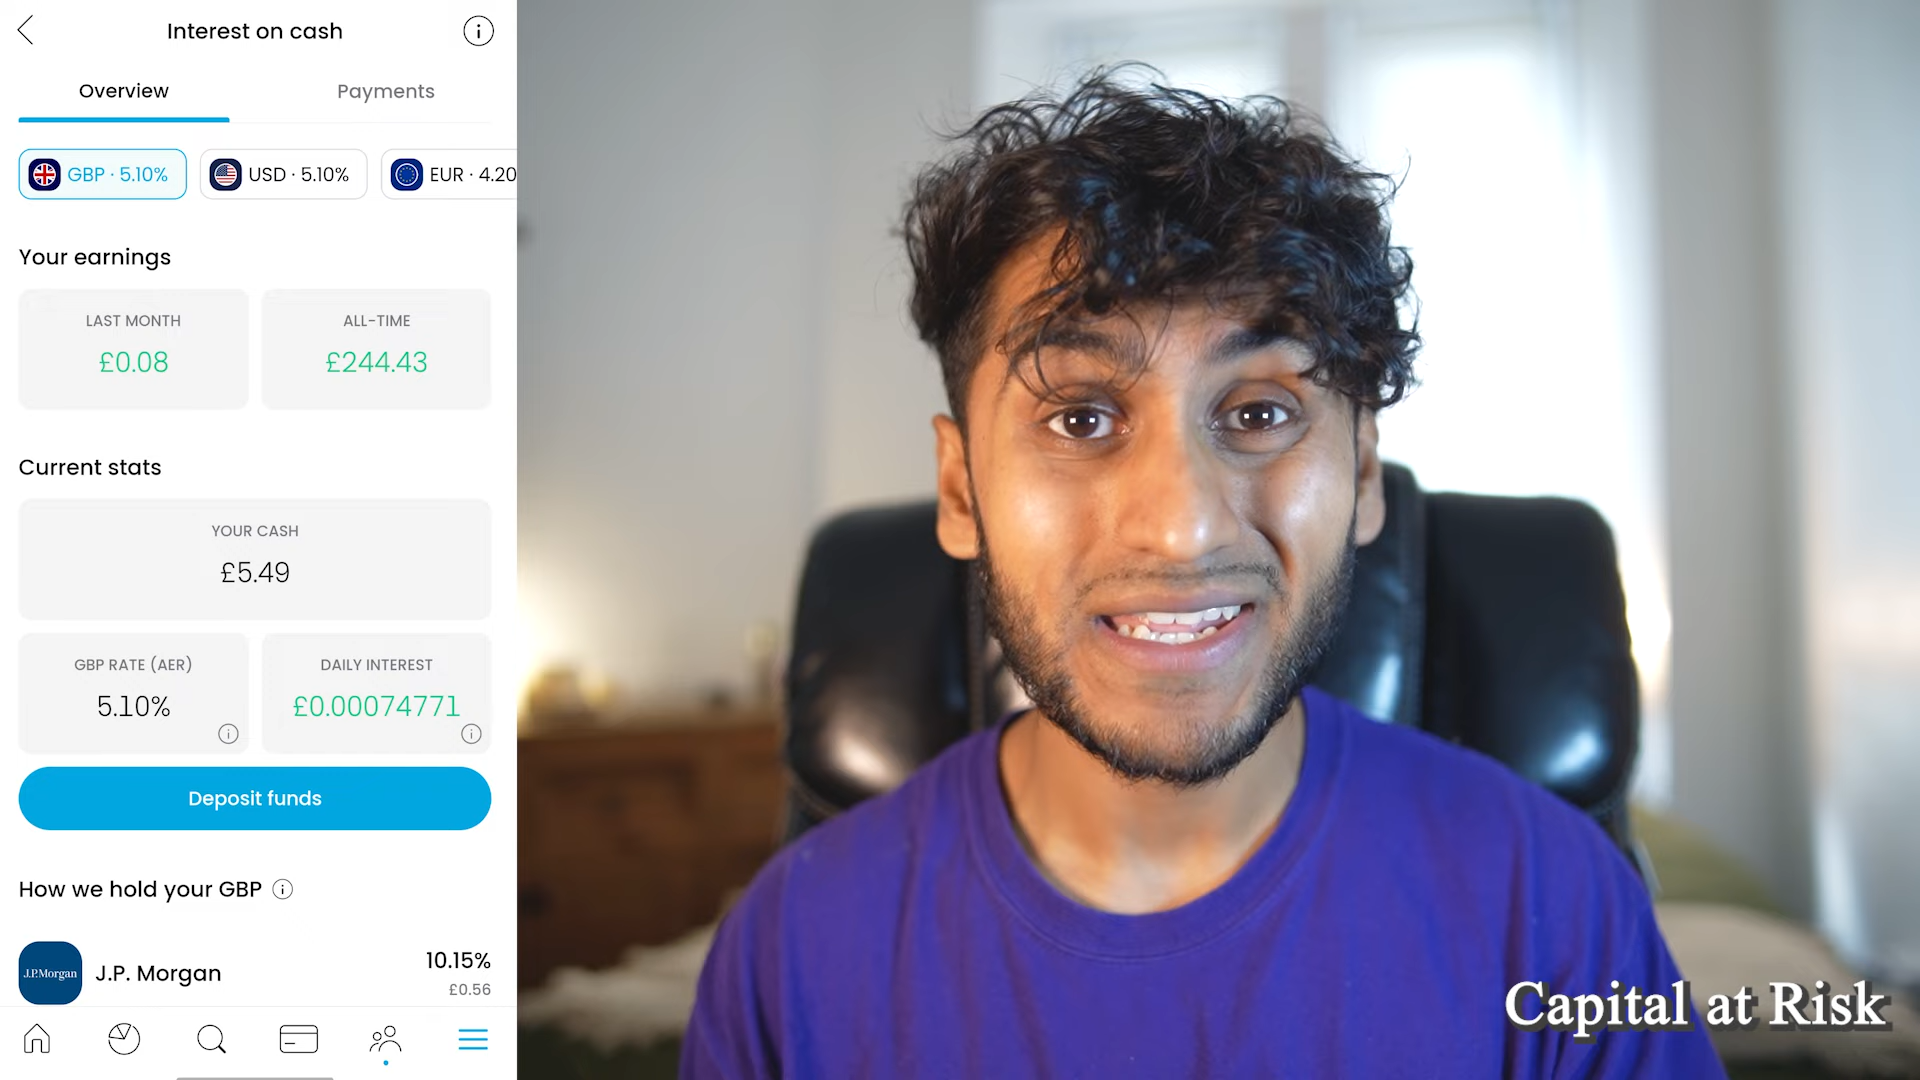 Interest on cash
Overview
Payments
GBP · 5.10%
USD · 5.10%
EUR · 4.20
Your earnings
LAST MONTH
£0.08
ALL-TIME
£244.43
Current stats
YOUR CASH
£5.49
GBP RATE (AER)
5.10%
DAILY INTEREST
£0.00074771
Deposit funds
How we hold your GBP
J.P.Morgan
J.P. Morgan
10.15%
£0.56
Capital at Risk